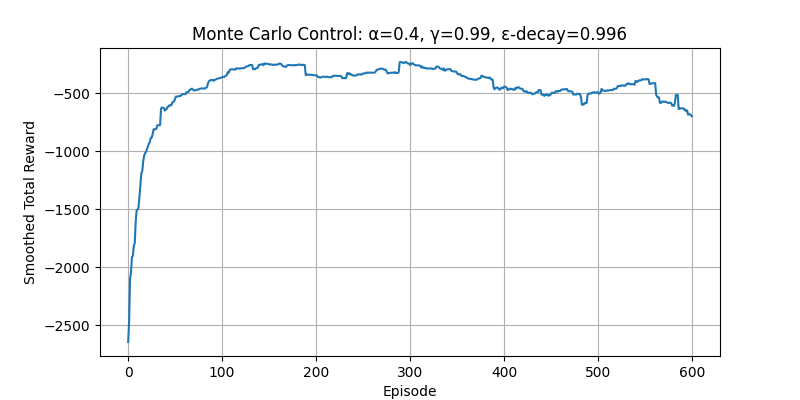 Monte Carlo Control: α=0.4, γ=0.99, ε-decay=0.996
Smoothed Total Reward
−500
−1000
−1500
−2000
−2500
0 100 200 300 400 500 600
Episode